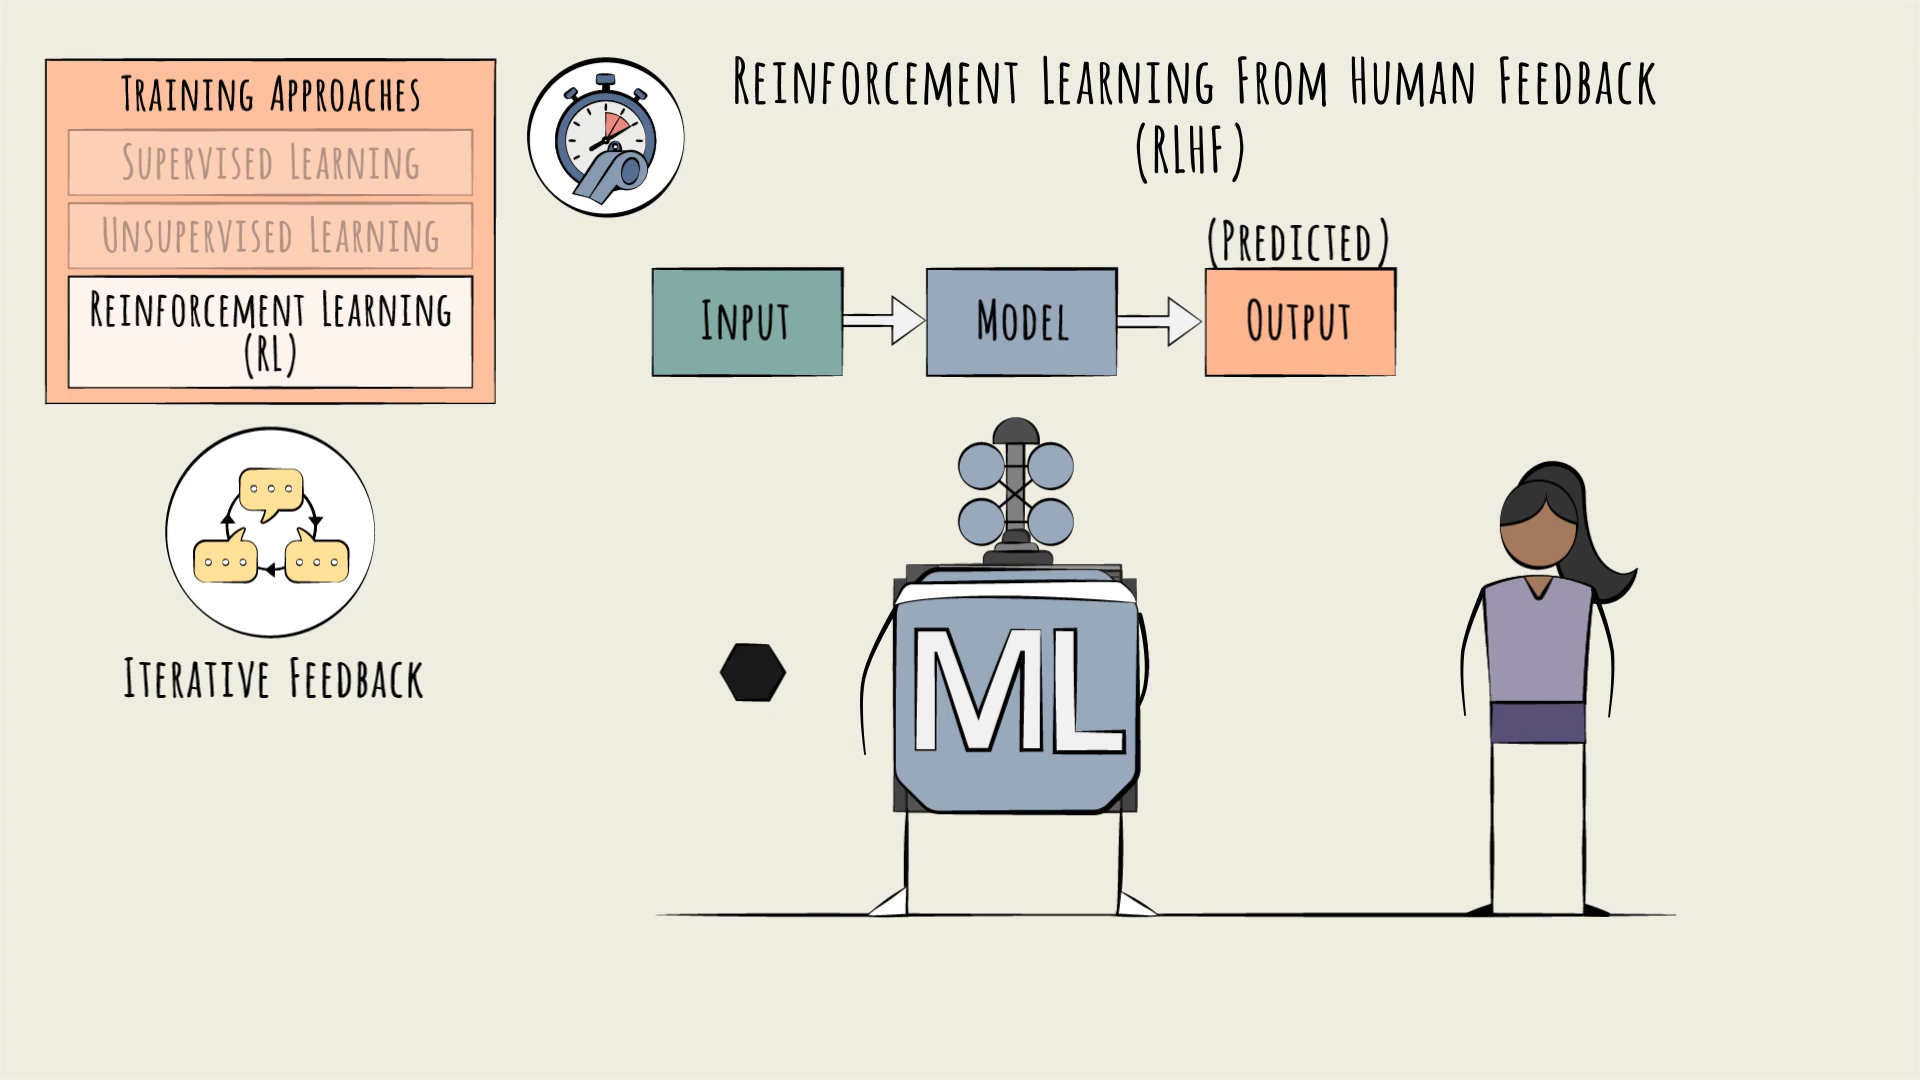 Training Approaches
Supervised Learning
Unsupervised Learning
Reinforcement Learning
(RL)
Iterative Feedback
Reinforcement Learning From Human Feedback
(RLHF)
(Predicted)
Input
Model
Output
ML